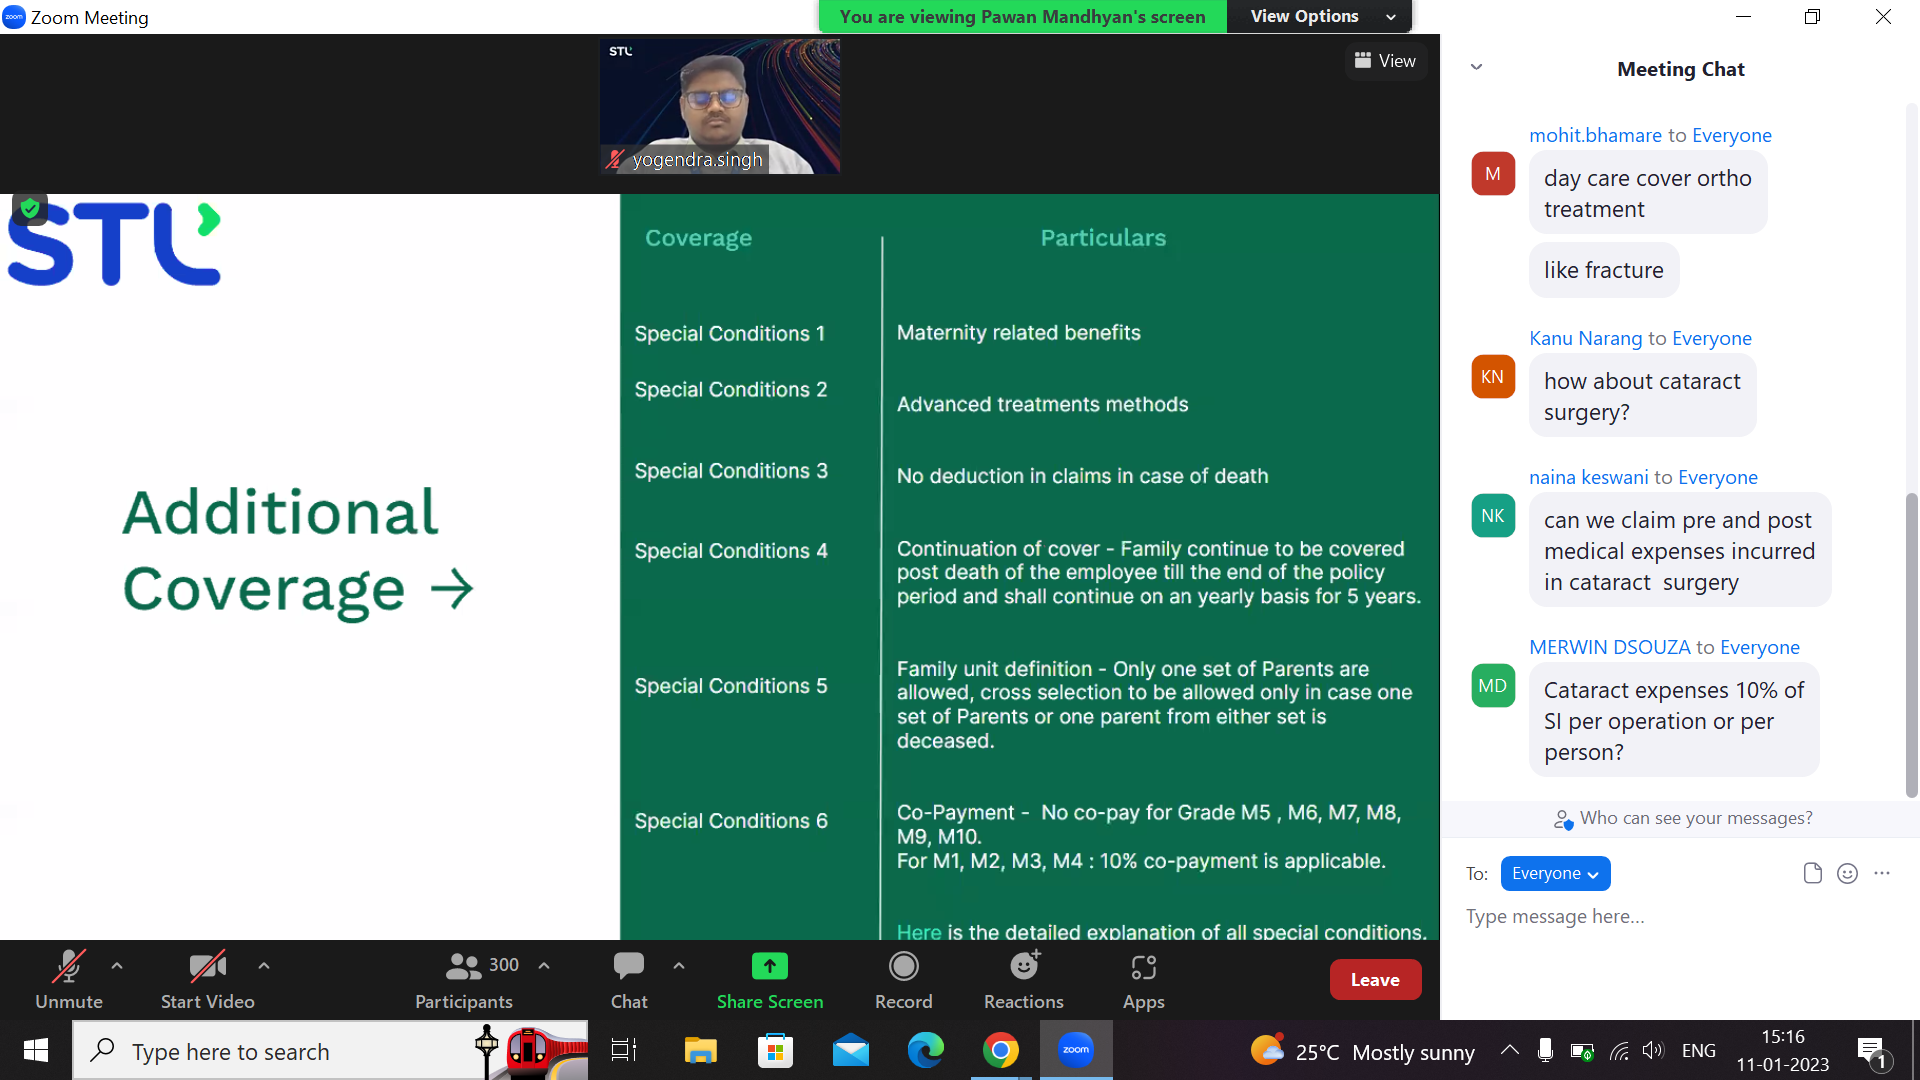 zoom Zoom Meeting
You are viewing Pawan Mandhyan's screen
View Options
STL
yogendra.singh
View
STL
Additional
Coverage →
Coverage
Particulars
Special Conditions 1
Maternity related benefits
Special Conditions 2
Advanced treatments methods
Special Conditions 3
No deduction in claims in case of death
Special Conditions 4
Continuation of cover - Family continue to be covered
post death of the employee till the end of the policy
period and shall continue on an yearly basis for 5 years.
Special Conditions 5
Family unit definition - Only one set of Parents are
allowed, cross selection to be allowed only in case one
set of Parents or one parent from either set is
deceased.
Special Conditions 6
Co-Payment - No co-pay for Grade M5 , M6, M7, M8,
M9, M10.
For M1, M2, M3, M4 : 10% co-payment is applicable.
Here is the detailed explanation of all special conditions.
Meeting Chat
mohit.bhamare to Everyone
M
day care cover ortho
treatment
like fracture
Kanu Narang to Everyone
KN
how about cataract
surgery?
naina keswani to Everyone
NK
can we claim pre and post
medical expenses incurred
in cataract  surgery
MERWIN DSOUZA to Everyone
MD
Cataract expenses 10% of
SI per operation or per
person?
Who can see your messages?
To: Everyone
Type message here...
Unmute
Start Video
300
Participants
Chat
Share Screen
Record
Reactions
Apps
Leave
Type here to search
zoom
25°C Mostly sunny
ENG
15:16
11-01-2023
1